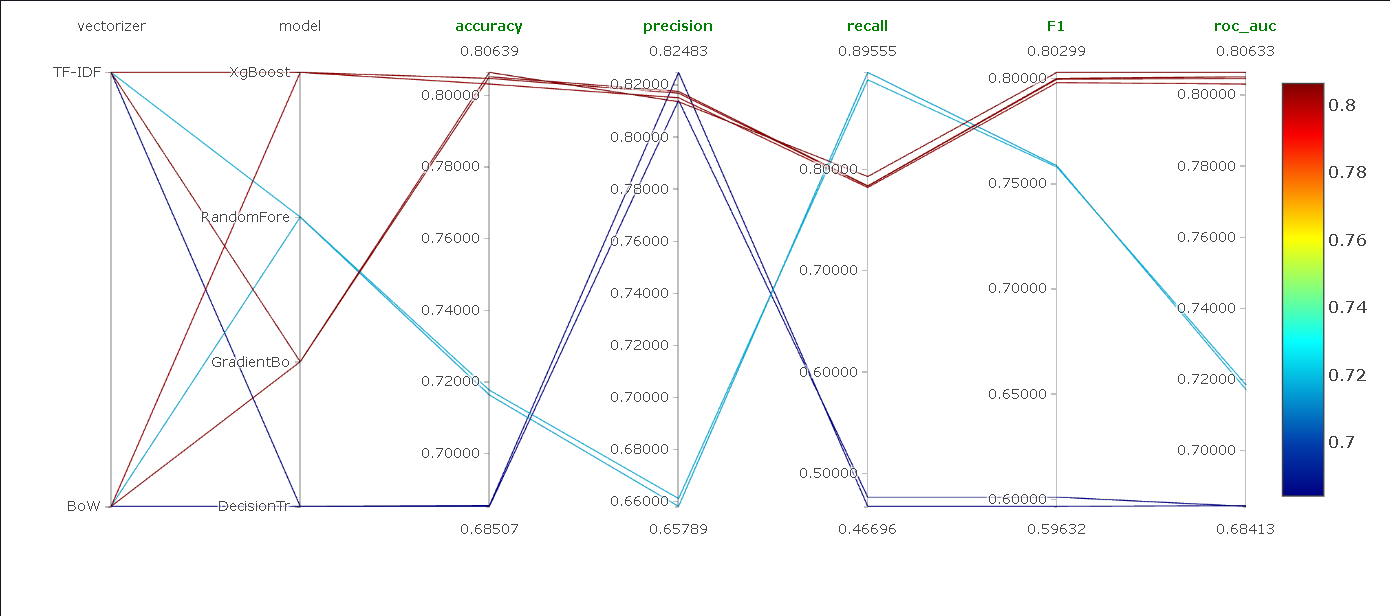 vectorizer model accuracy precision recall F1 roc_auc
0.80639 0.82483 0.89555 0.80299 0.80633
TF-IDF XgBoost
0.82000 0.80000
0.80000 0.80000 0.8
0.80000
0.80000
0.78000 0.78000 0.78
0.78000 0.75000
RandomFore
0.76000 0.76000 0.76000 0.76
0.70000
0.74000 0.70000
0.74000 0.74000 0.74
0.72000
GradientBo 0.60000
0.72000 0.72000 0.72
0.70000 0.65000
0.70000 0.68000 0.70000 0.7
0.50000
0.66000 0.60000
BoW DecisionTr
0.68507 0.65789 0.46696 0.59632 0.68413